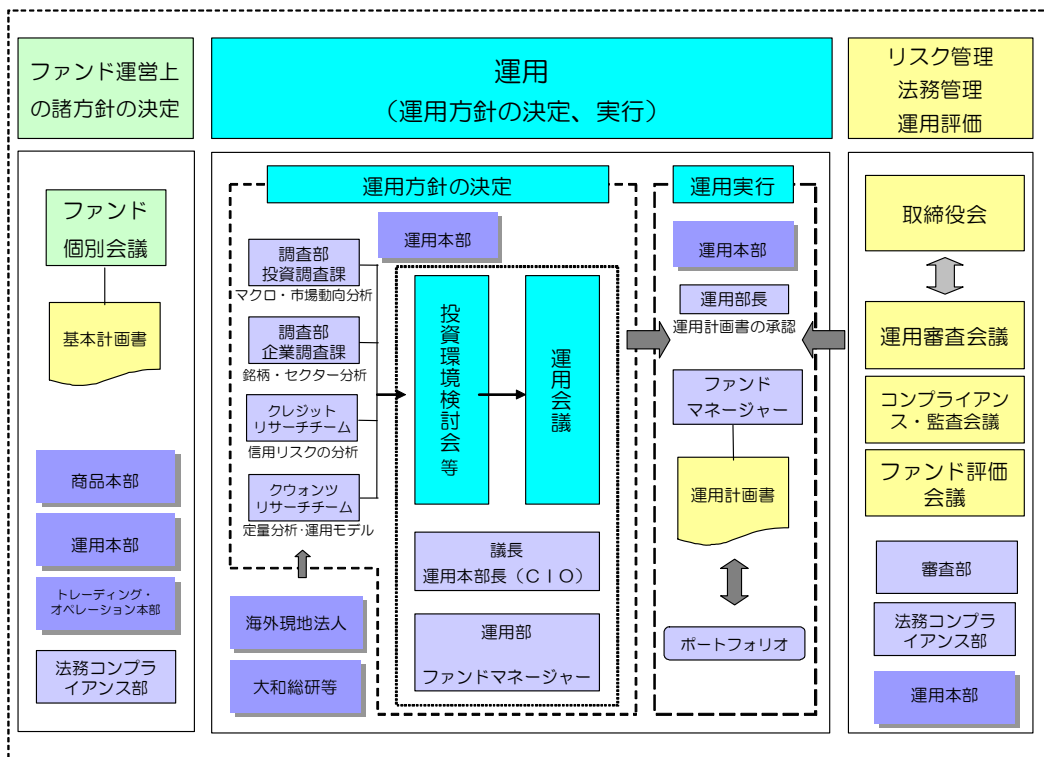 ファンド運営上
の諸方針の決定
ファンド
個別会議
基本計画書
商品本部
運用本部
トレーディング・
オペレーション本部
法務コンプラ
イアンス部
運用
（運用方針の決定、実行）
運用方針の決定
運用本部
調査部
投資調査課
マクロ・市場動向分析
調査部
企業調査課
銘柄・セクター分析
クレジット
リサーチチーム
信用リスクの分析
クウォンツ
リサーチチーム
定量分析・運用モデル
海外現地法人
大和総研等
投資環境検討会等
運用会議
議長
運用本部長（ＣＩＯ）
運用部
ファンドマネージャー
運用実行
運用本部
運用部長
運用計画書の承認
ファンド
マネージャー
運用計画書
ポートフォリオ
リスク管理
法務管理
運用評価
取締役会
運用審査会議
コンプライアン
ス・監査会議
ファンド評価
会議
審査部
法務コンプラ
イアンス部
運用本部